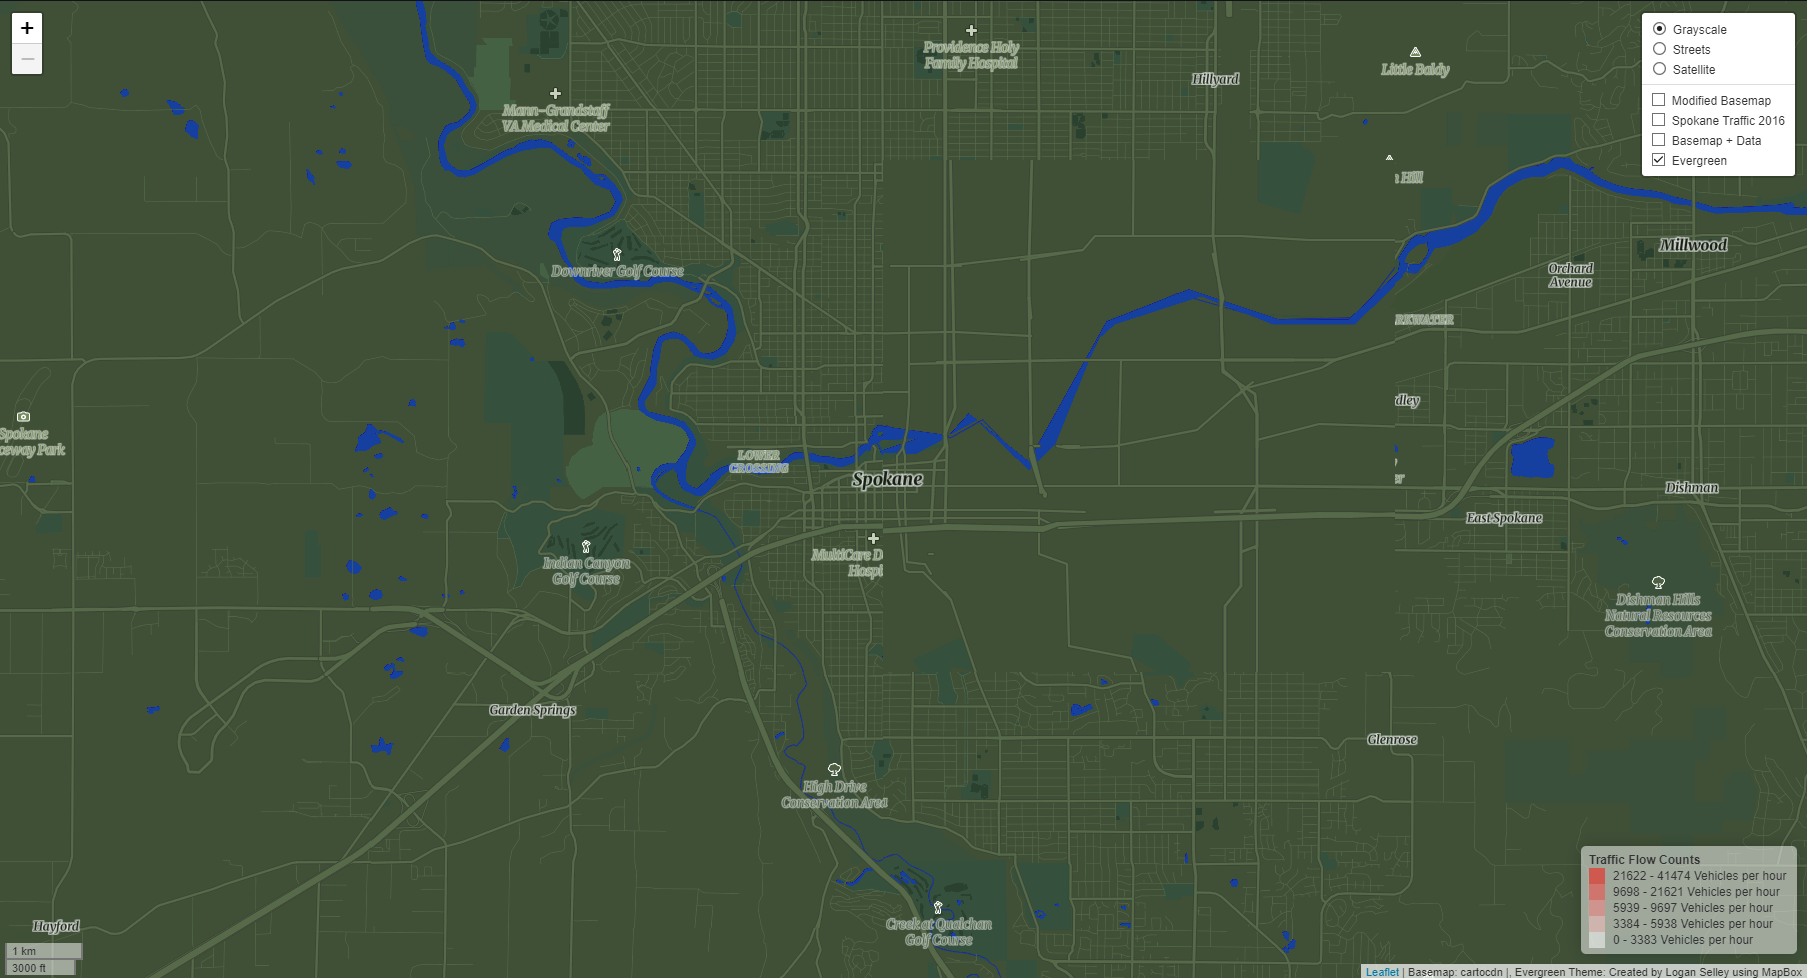 +
−
Grayscale
Streets
Satellite
Modified Basemap
Spokane Traffic 2016
Basemap + Data
Evergreen
Providence Holy
Family Hospital
Hillyard
Little Baldy
Mann-Grandstaff
VA Medical Center
Hill
Millwood
Orchard
Avenue
Downriver Golf Course
RKWATER
dley
Spokane
ceway Park
LOWER
CROSSING
Spokane
Dishman
East Spokane
er
MultiCare D
Hospi
Indian Canyon
Golf Course
Dishman Hills
Natural Resources
Conservation Area
Garden Springs
Glenrose
High Drive
Conservation Area
Creek at Qualchan
Golf Course
Hayford
1 km
3000 ft
Traffic Flow Counts
21622 - 41474 Vehicles per hour
9698 - 21621 Vehicles per hour
5939 - 9697 Vehicles per hour
3384 - 5938 Vehicles per hour
0 - 3383 Vehicles per hour
Leaflet | Basemap: cartocdn |, Evergreen Theme: Created by Logan Selley using MapBox